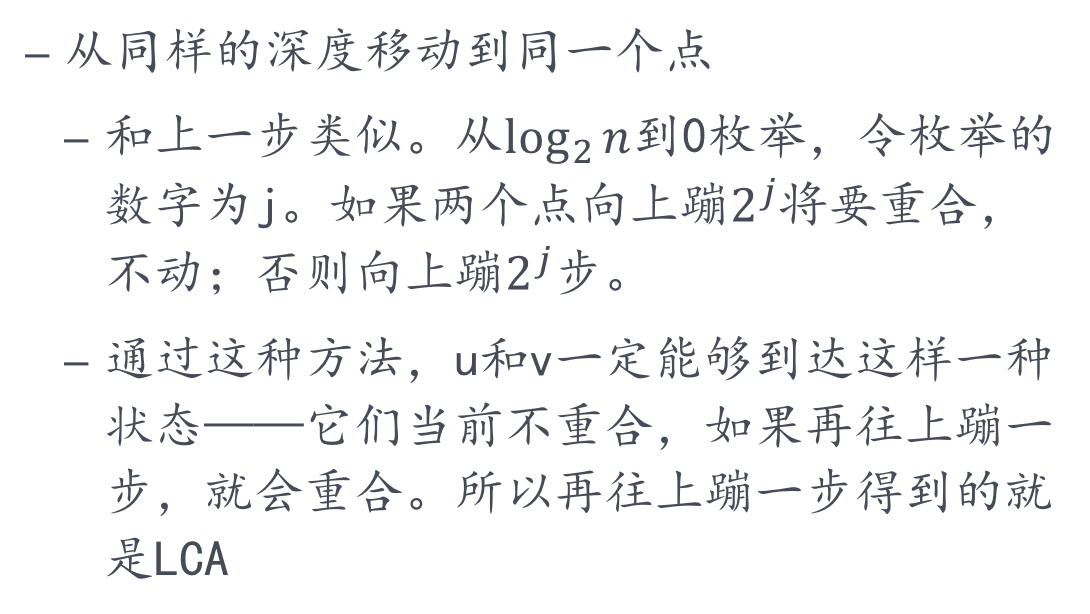 – 从同样的深度移动到同一个点
– 和上一步类似。从log₂ n到0枚举，令枚举的
数字为j。如果两个点向上蹦2ʲ将要重合，
不动；否则向上蹦2ʲ步。
– 通过这种方法，u和v一定能够到达这样一种
状态——它们当前不重合，如果再往上蹦一
步，就会重合。所以再往上蹦一步得到的就
是LCA